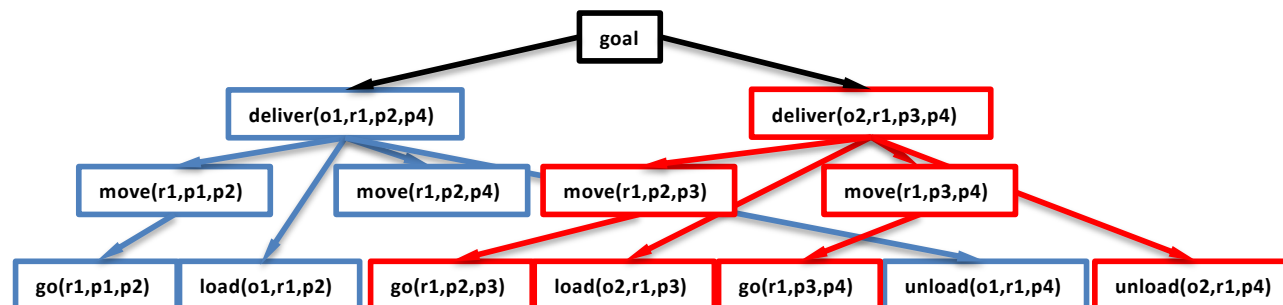 goal
deliver(o1,r1,p2,p4)
deliver(o2,r1,p3,p4)
move(r1,p1,p2)
move(r1,p2,p4)
move(r1,p2,p3)
move(r1,p3,p4)
go(r1,p1,p2)
load(o1,r1,p2)
go(r1,p2,p3)
load(o2,r1,p3)
go(r1,p3,p4)
unload(o1,r1,p4)
unload(o2,r1,p4)